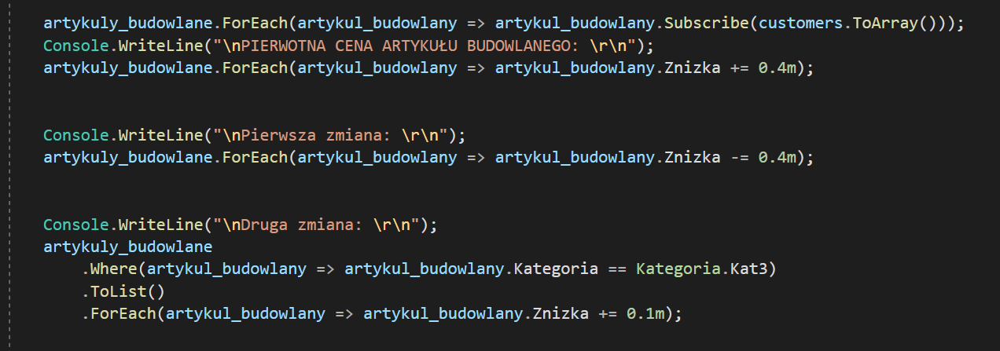 artykuly_budowlane.ForEach(artykul_budowlany => artykul_budowlany.Subscribe(customers.ToArray()));
Console.WriteLine("\nPIERWOTNA CENA ARTYKUŁU BUDOWLANEGO: \r\n");
artykuly_budowlane.ForEach(artykul_budowlany => artykul_budowlany.Znizka += 0.4m);
Console.WriteLine("\nPierwsza zmiana: \r\n");
artykuly_budowlane.ForEach(artykul_budowlany => artykul_budowlany.Znizka -= 0.4m);
Console.WriteLine("\nDruga zmiana: \r\n");
artykuly_budowlane
.Where(artykul_budowlany => artykul_budowlany.Kategoria == Kategoria.Kat3)
.ToList()
.ForEach(artykul_budowlany => artykul_budowlany.Znizka += 0.1m);